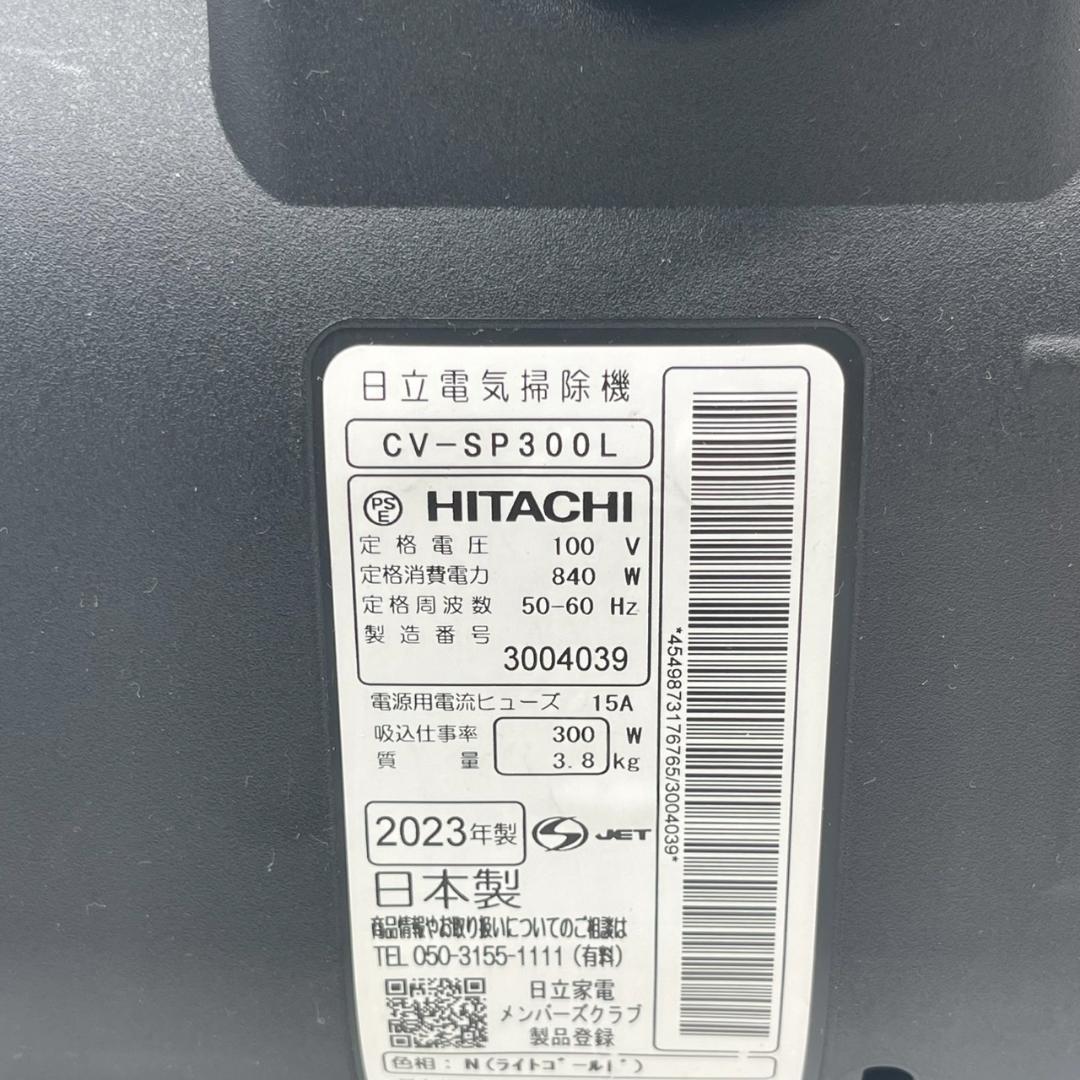 日立電気掃除機
CV-SP300L
PSE HITACHI
定格電圧 100 V
定格消費電力 840 W
定格周波数 50-60 Hz
製造番号
3004039
電源用電流ヒューズ 15A
吸込仕事率 300 W
質量 3.8 kg
2023年製 S JET
日本製
商品情報やお取り扱いについてのご相談は
TEL 050-3155-1111(有料)
日立家電
メンバーズクラブ
製品登録
色相:N(ライトゴールド)
*4549873176765/3004039*